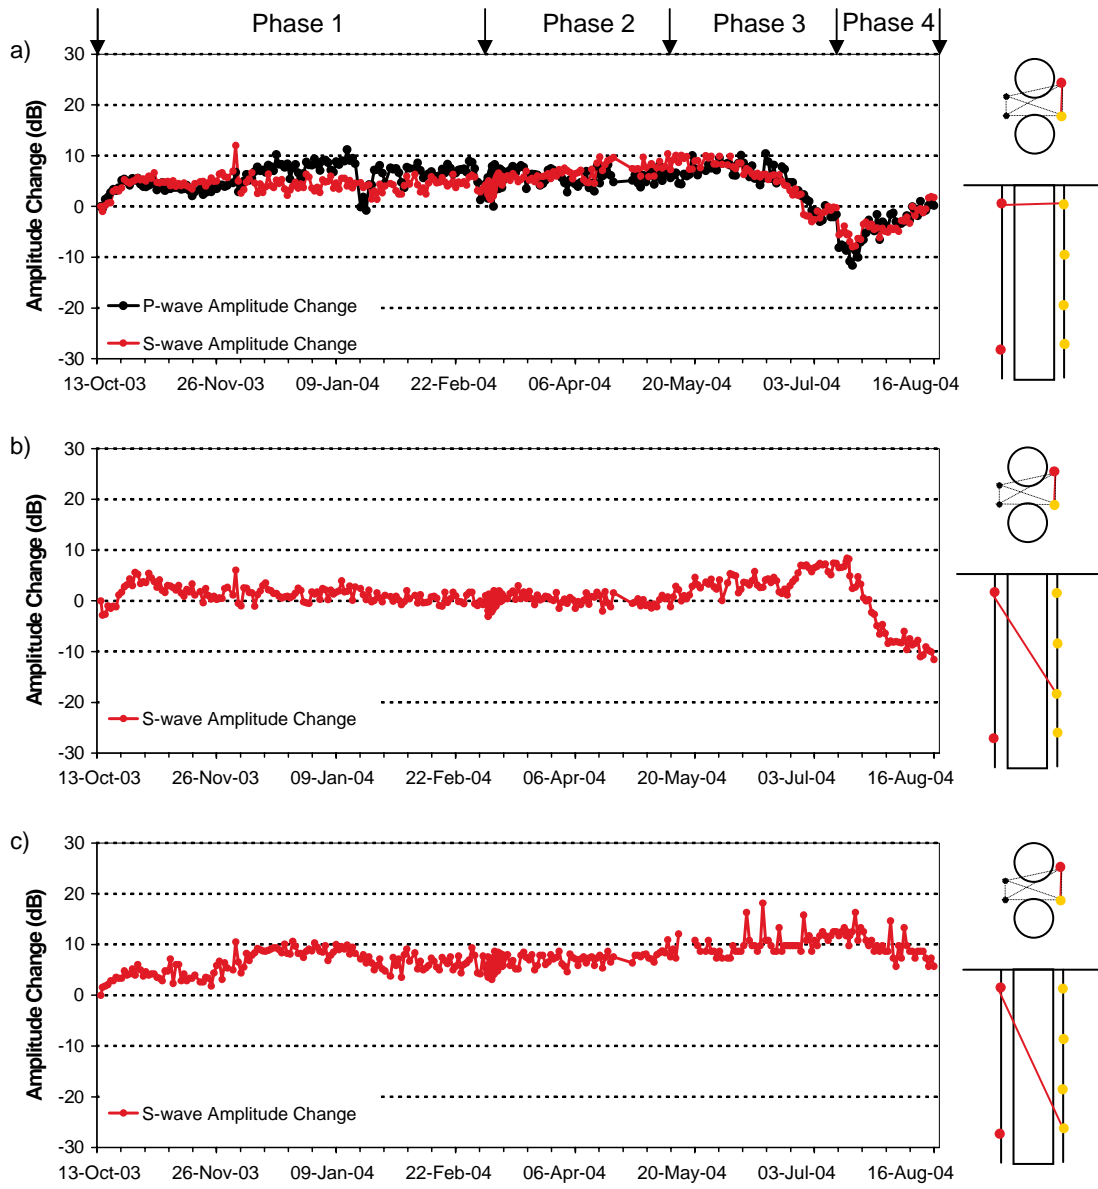 Phase 1 Phase 2 Phase 3 Phase 4
a)
Amplitude Change (dB)
30
20
10
0
-10
-20
-30
P-wave Amplitude Change
S-wave Amplitude Change
13-Oct-03 26-Nov-03 09-Jan-04 22-Feb-04 06-Apr-04 20-May-04 03-Jul-04 16-Aug-04
b)
Amplitude Change (dB)
30
20
10
0
-10
-20
-30
S-wave Amplitude Change
13-Oct-03 26-Nov-03 09-Jan-04 22-Feb-04 06-Apr-04 20-May-04 03-Jul-04 16-Aug-04
c)
Amplitude Change (dB)
30
20
10
0
-10
-20
-30
S-wave Amplitude Change
13-Oct-03 26-Nov-03 09-Jan-04 22-Feb-04 06-Apr-04 20-May-04 03-Jul-04 16-Aug-04